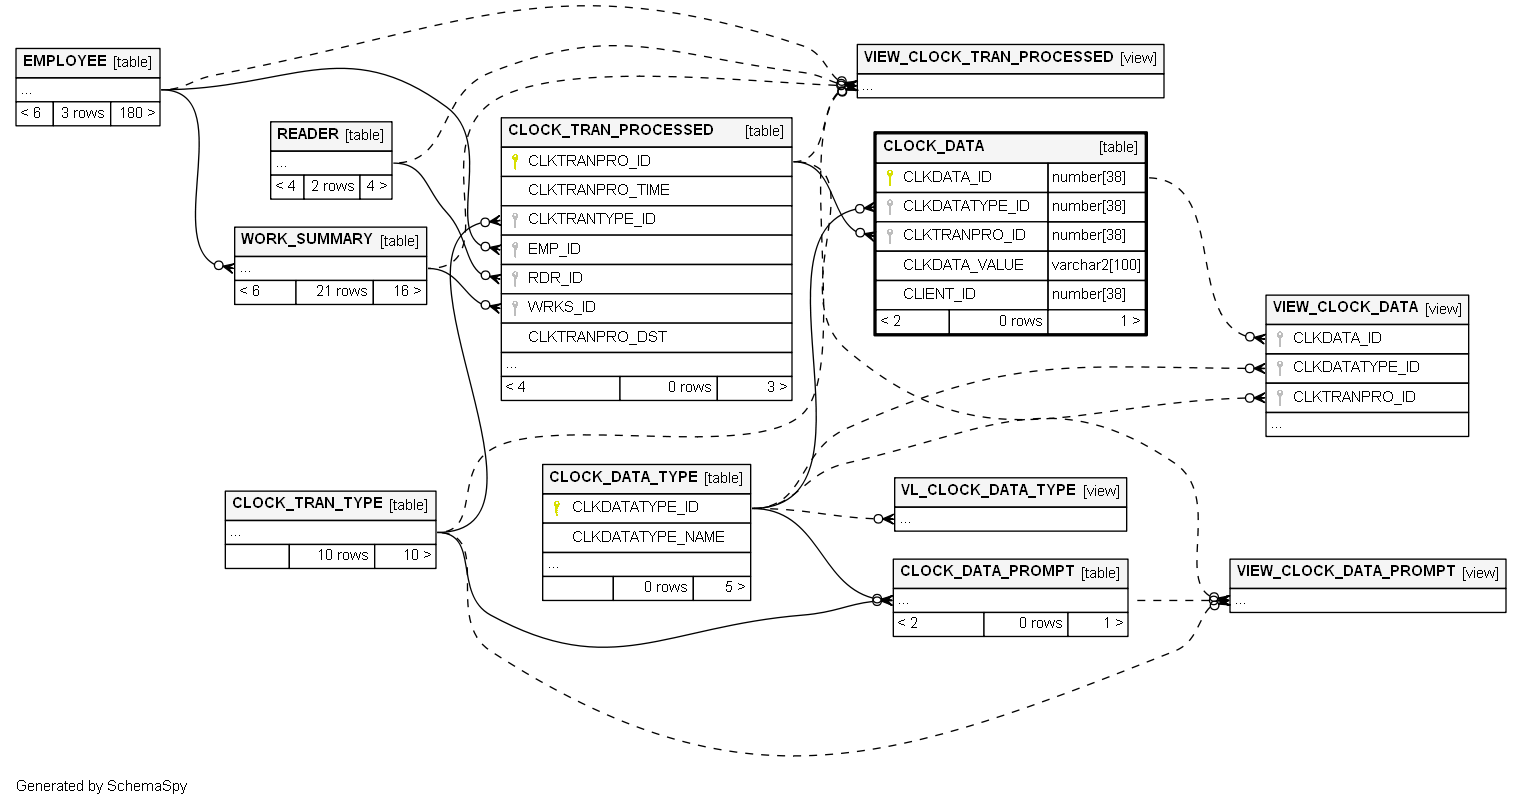 EMPLOYEE [table]
...
< 6 3 rows 180 >
READER [table]
...
< 4 2 rows 4 >
WORK_SUMMARY [table]
...
< 6 21 rows 16 >
CLOCK_TRAN_PROCESSED [table]
CLKTRANPRO_ID
CLKTRANPRO_TIME
CLKTRANTYPE_ID
EMP_ID
RDR_ID
WRKS_ID
CLKTRANPRO_DST
...
< 4 0 rows 3 >
VIEW_CLOCK_TRAN_PROCESSED [view]
...
CLOCK_DATA [table]
CLKDATA_ID number[38]
CLKDATATYPE_ID number[38]
CLKTRANPRO_ID number[38]
CLKDATA_VALUE varchar2[100]
CLIENT_ID number[38]
< 2 0 rows 1 >
VIEW_CLOCK_DATA [view]
CLKDATA_ID
CLKDATATYPE_ID
CLKTRANPRO_ID
...
CLOCK_TRAN_TYPE [table]
...
10 rows 10 >
CLOCK_DATA_TYPE [table]
CLKDATATYPE_ID
CLKDATATYPE_NAME
...
0 rows 5 >
VL_CLOCK_DATA_TYPE [view]
...
CLOCK_DATA_PROMPT [table]
...
< 2 0 rows 1 >
VIEW_CLOCK_DATA_PROMPT [view]
...
Generated by SchemaSpy